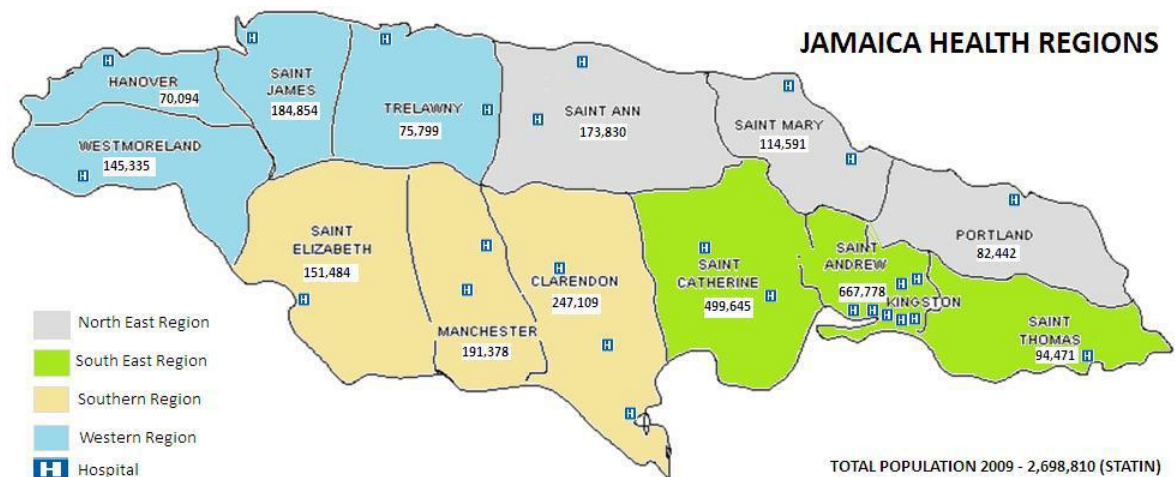 JAMAICA HEALTH REGIONS
HANOVER
70,094
SAINT
JAMES
184,854
TRELAWNY
75,799
SAINT ANN
173,830
SAINT MARY
114,591
WESTMORELAND
145,335
SAINT
ELIZABETH
151,484
MANCHESTER
191,378
CLARENDON
247,109
SAINT
CATHERINE
499,645
SAINT
ANDREW
667,778
KINGSTON
PORTLAND
82,442
SAINT
THOMAS
94,471
North East Region
South East Region
Southern Region
Western Region
H Hospital
TOTAL POPULATION 2009 - 2,698,810 (STATIN)